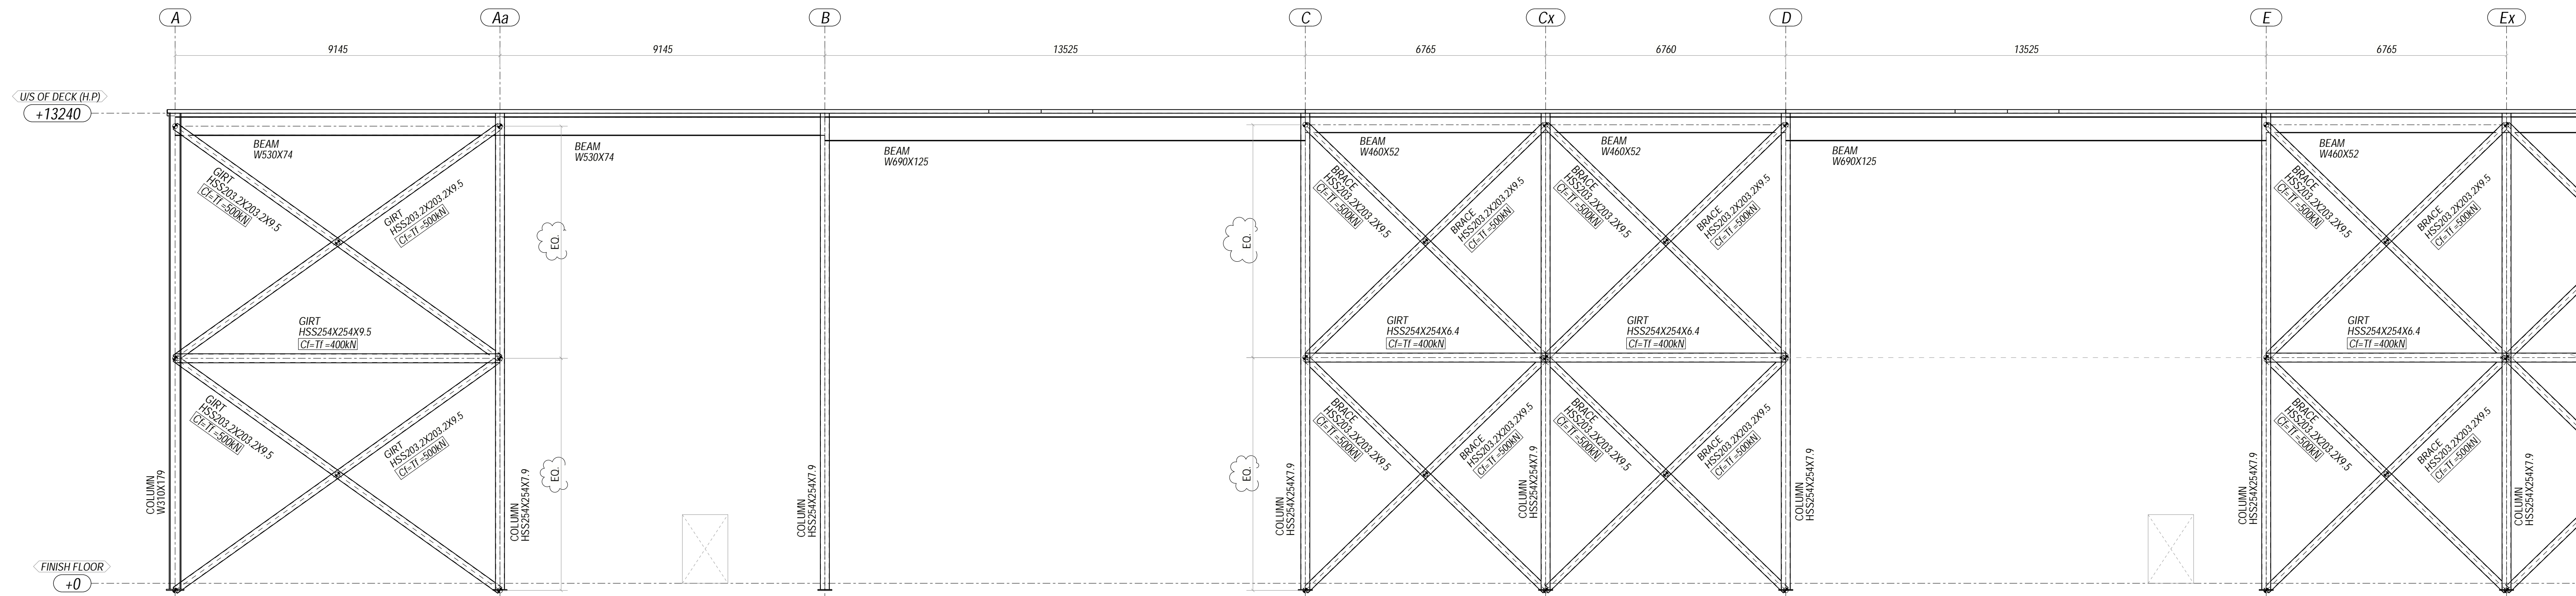 A
Aa
B
C
Cx
D
E
Ex
9145
9145
13525
6765
6760
13525
6765
U/S OF DECK (H.P)
+13240
BEAM
W530X74
BEAM
W530X74
BEAM
W690X125
BEAM
W460X52
BEAM
W460X52
BEAM
W690X125
BEAM
W460X52
GIRT
HSS203.2X203.2X9.5
Cf=Tf =500kN
GIRT
HSS203.2X203.2X9.5
Cf=Tf =500kN
EQ.
EQ.
BRACE
HSS203.2X203.2X9.5
Cf=Tf =500kN
BRACE
HSS203.2X203.2X9.5
Cf=Tf =500kN
BRACE
HSS203.2X203.2X9.5
Cf=Tf =500kN
BRACE
HSS203.2X203.2X9.5
Cf=Tf =500kN
BRACE
HSS203.2X203.2X9.5
Cf=Tf =500kN
BRACE
HSS203.2X203.2X9.5
Cf=Tf =500kN
GIRT
HSS254X254X9.5
Cf=Tf =400kN
GIRT
HSS254X254X6.4
Cf=Tf =400kN
GIRT
HSS254X254X6.4
Cf=Tf =400kN
GIRT
HSS254X254X6.4
Cf=Tf =400kN
GIRT
HSS203.2X203.2X9.5
Cf=Tf =500kN
GIRT
HSS203.2X203.2X9.5
Cf=Tf =500kN
EQ.
EQ.
BRACE
HSS203.2X203.2X9.5
Cf=Tf =500kN
BRACE
HSS203.2X203.2X9.5
Cf=Tf =500kN
BRACE
HSS203.2X203.2X9.5
Cf=Tf =500kN
BRACE
HSS203.2X203.2X9.5
Cf=Tf =500kN
BRACE
HSS203.2X203.2X9.5
Cf=Tf =500kN
BRACE
HSS203.2X203.2X9.5
Cf=Tf =500kN
COLUMN
W310X179
COLUMN
HSS254X254X7.9
COLUMN
HSS254X254X7.9
COLUMN
HSS254X254X7.9
COLUMN
HSS254X254X7.9
COLUMN
HSS254X254X7.9
COLUMN
HSS254X254X7.9
COLUMN
HSS254X254X7.9
FINISH FLOOR
+0